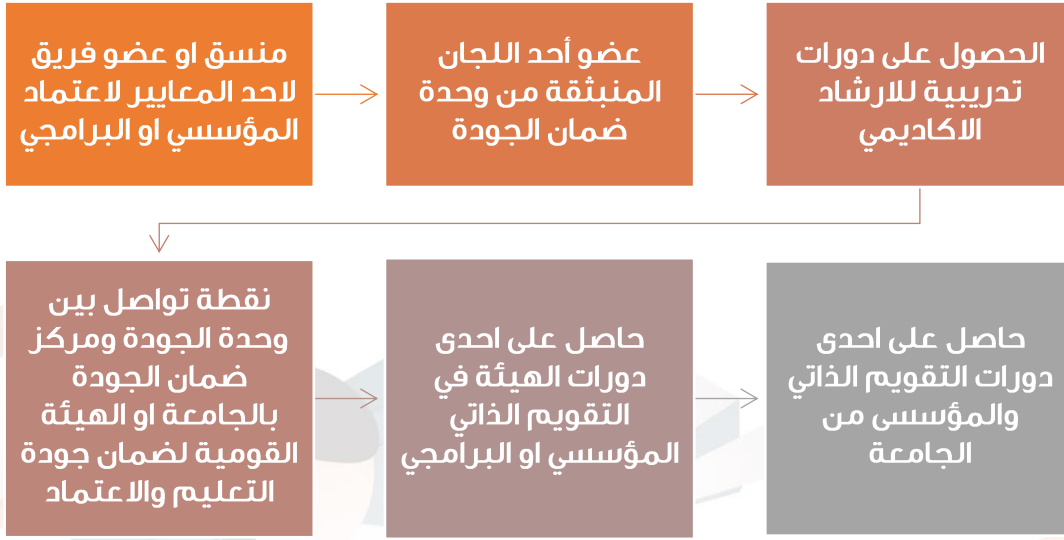 منسق او عضو فريق
لاحد المعايير لاعتماد
المؤسسي او البرامجي
عضو أحد اللجان
المنبثقة من وحدة
ضمان الجودة
الحصول على دورات
تدريبية للارشاد
الاكاديمي
نقطة تواصل بين
وحدة الجودة ومركز
ضمان الجودة
بالجامعة او الهيئة
القومية لضمان جودة
التعليم والاعتماد
حاصل على احدى
دورات الهيئة في
التقويم الذاتي
المؤسسي او البرامجي
حاصل على احدى
دورات التقويم الذاتي
والمؤسسى من
الجامعة